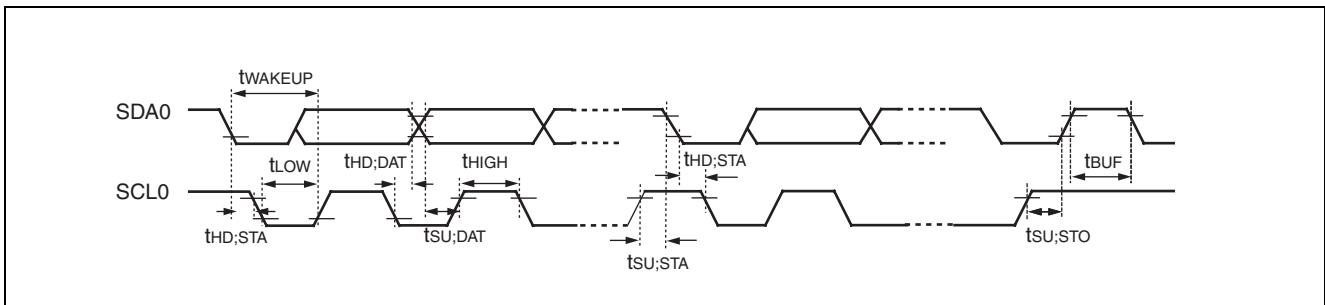 tWAKEUP
SDA0
tLOW tHD;DAT tHIGH tHD;STA tBUF
SCL0
tHD;STA tSU;DAT tSU;STA tSU;STO